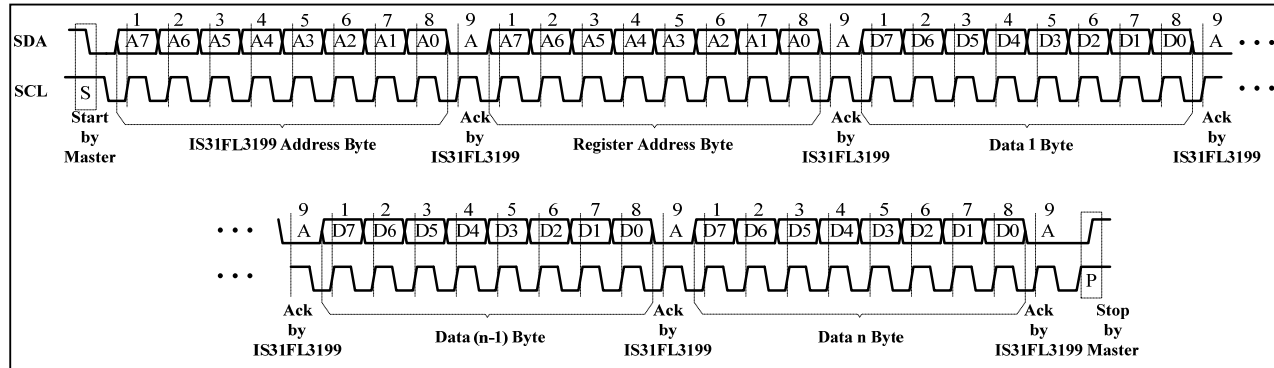 1 2 3 4 5 6 7 8 9 1 2 3 4 5 6 7 8 9 1 2 3 4 5 6 7 8 9
SDA A7 A6 A5 A4 A3 A2 A1 A0 A A7 A6 A5 A4 A3 A2 A1 A0 A D7 D6 D5 D4 D3 D2 D1 D0 A • • •
SCL S • • •
Start by Master
IS31FL3199 Address Byte
Ack by IS31FL3199
Register Address Byte
Ack by IS31FL3199
Data 1 Byte
Ack by IS31FL3199
9 1 2 3 4 5 6 7 8 9 1 2 3 4 5 6 7 8 9
• • • A D7 D6 D5 D4 D3 D2 D1 D0 A D7 D6 D5 D4 D3 D2 D1 D0 A
• • • P
Ack by IS31FL3199
Data (n-1) Byte
Ack by IS31FL3199
Data n Byte
Ack by IS31FL3199
Stop by Master